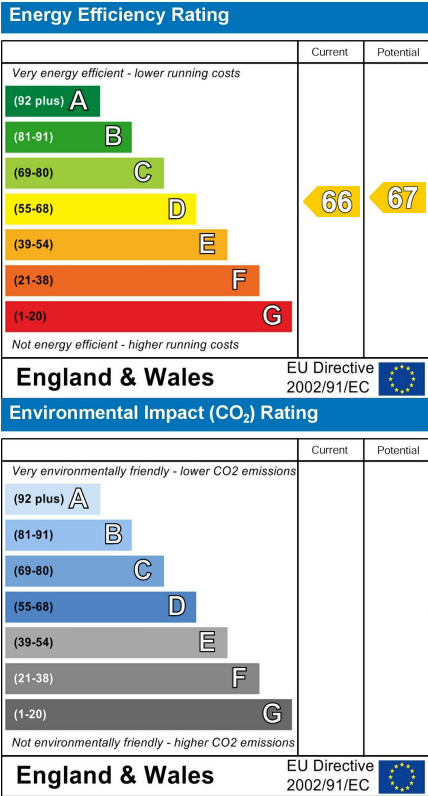 Energy Efficiency Rating
Current Potential
Very energy efficient - lower running costs
(92 plus) A
(81-91) B
(69-80) C
(55-68) D
66 67
(39-54) E
(21-38) F
(1-20) G
Not energy efficient - higher running costs
England & Wales
EU Directive
2002/91/EC
Environmental Impact (CO₂) Rating
Current Potential
Very environmentally friendly - lower CO2 emissions
(92 plus) A
(81-91) B
(69-80) C
(55-68) D
(39-54) E
(21-38) F
(1-20) G
Not environmentally friendly - higher CO2 emissions
England & Wales
EU Directive
2002/91/EC